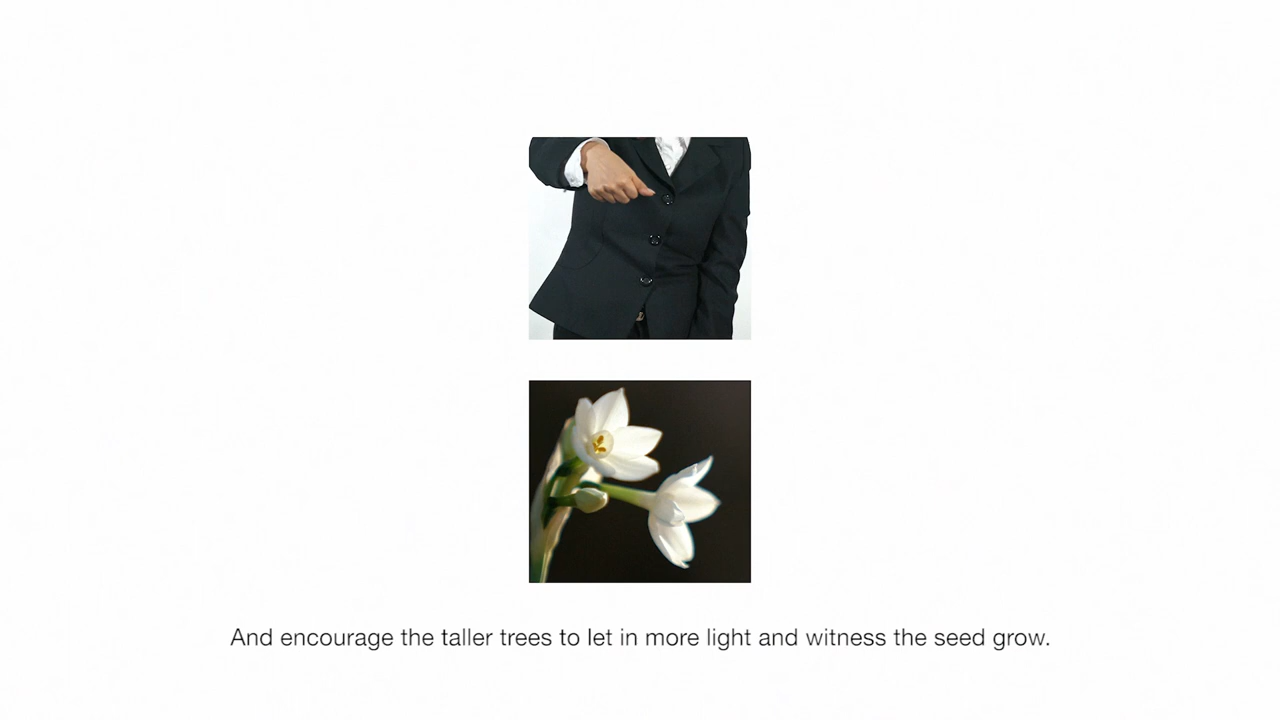 And encourage the taller trees to let in more light and witness the seed grow.